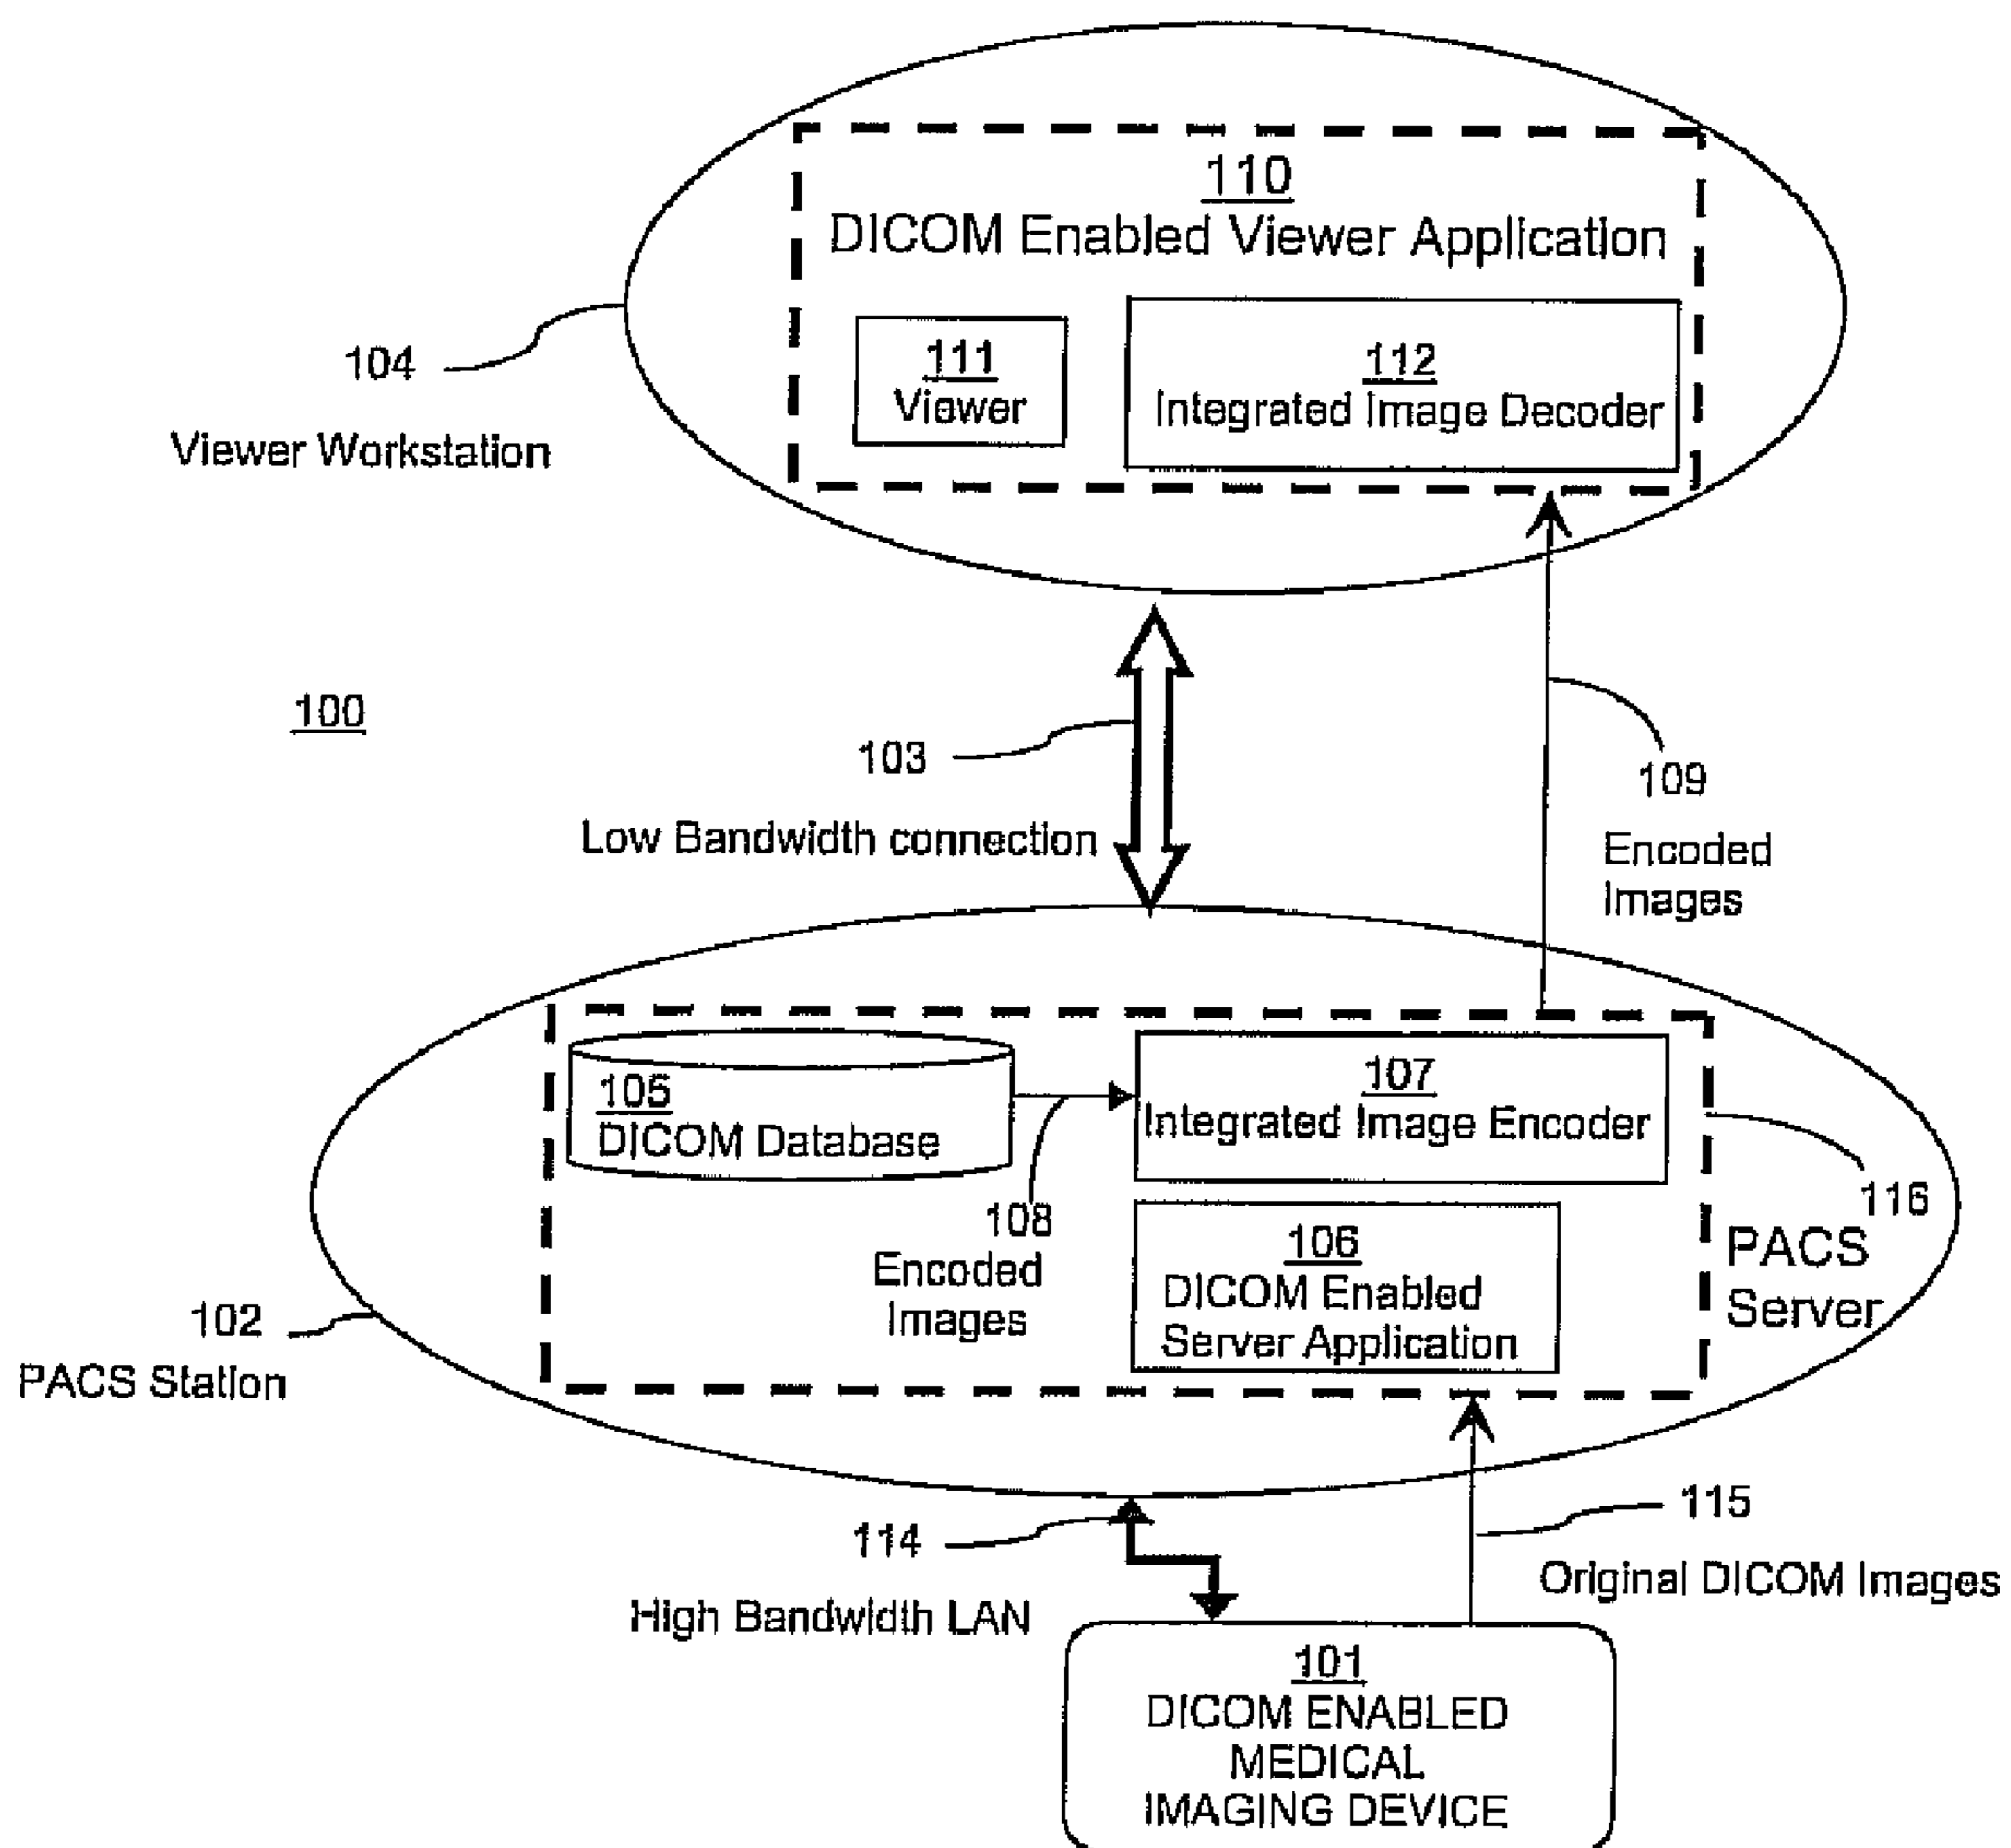 110
DICOM Enabled Viewer Application
111
Viewer
112
Integrated Image Decoder
104
Viewer Workstation
100
103
Low Bandwidth connection
109
Encoded
Images
105
DICOM Database
107
Integrated Image Encoder
108
Encoded
Images
106
DICOM Enabled
Server Application
116
PACS
Server
102
PACS Station
114
High Bandwidth LAN
115
Original DICOM Images
101
DICOM ENABLED
MEDICAL
IMAGING DEVICE